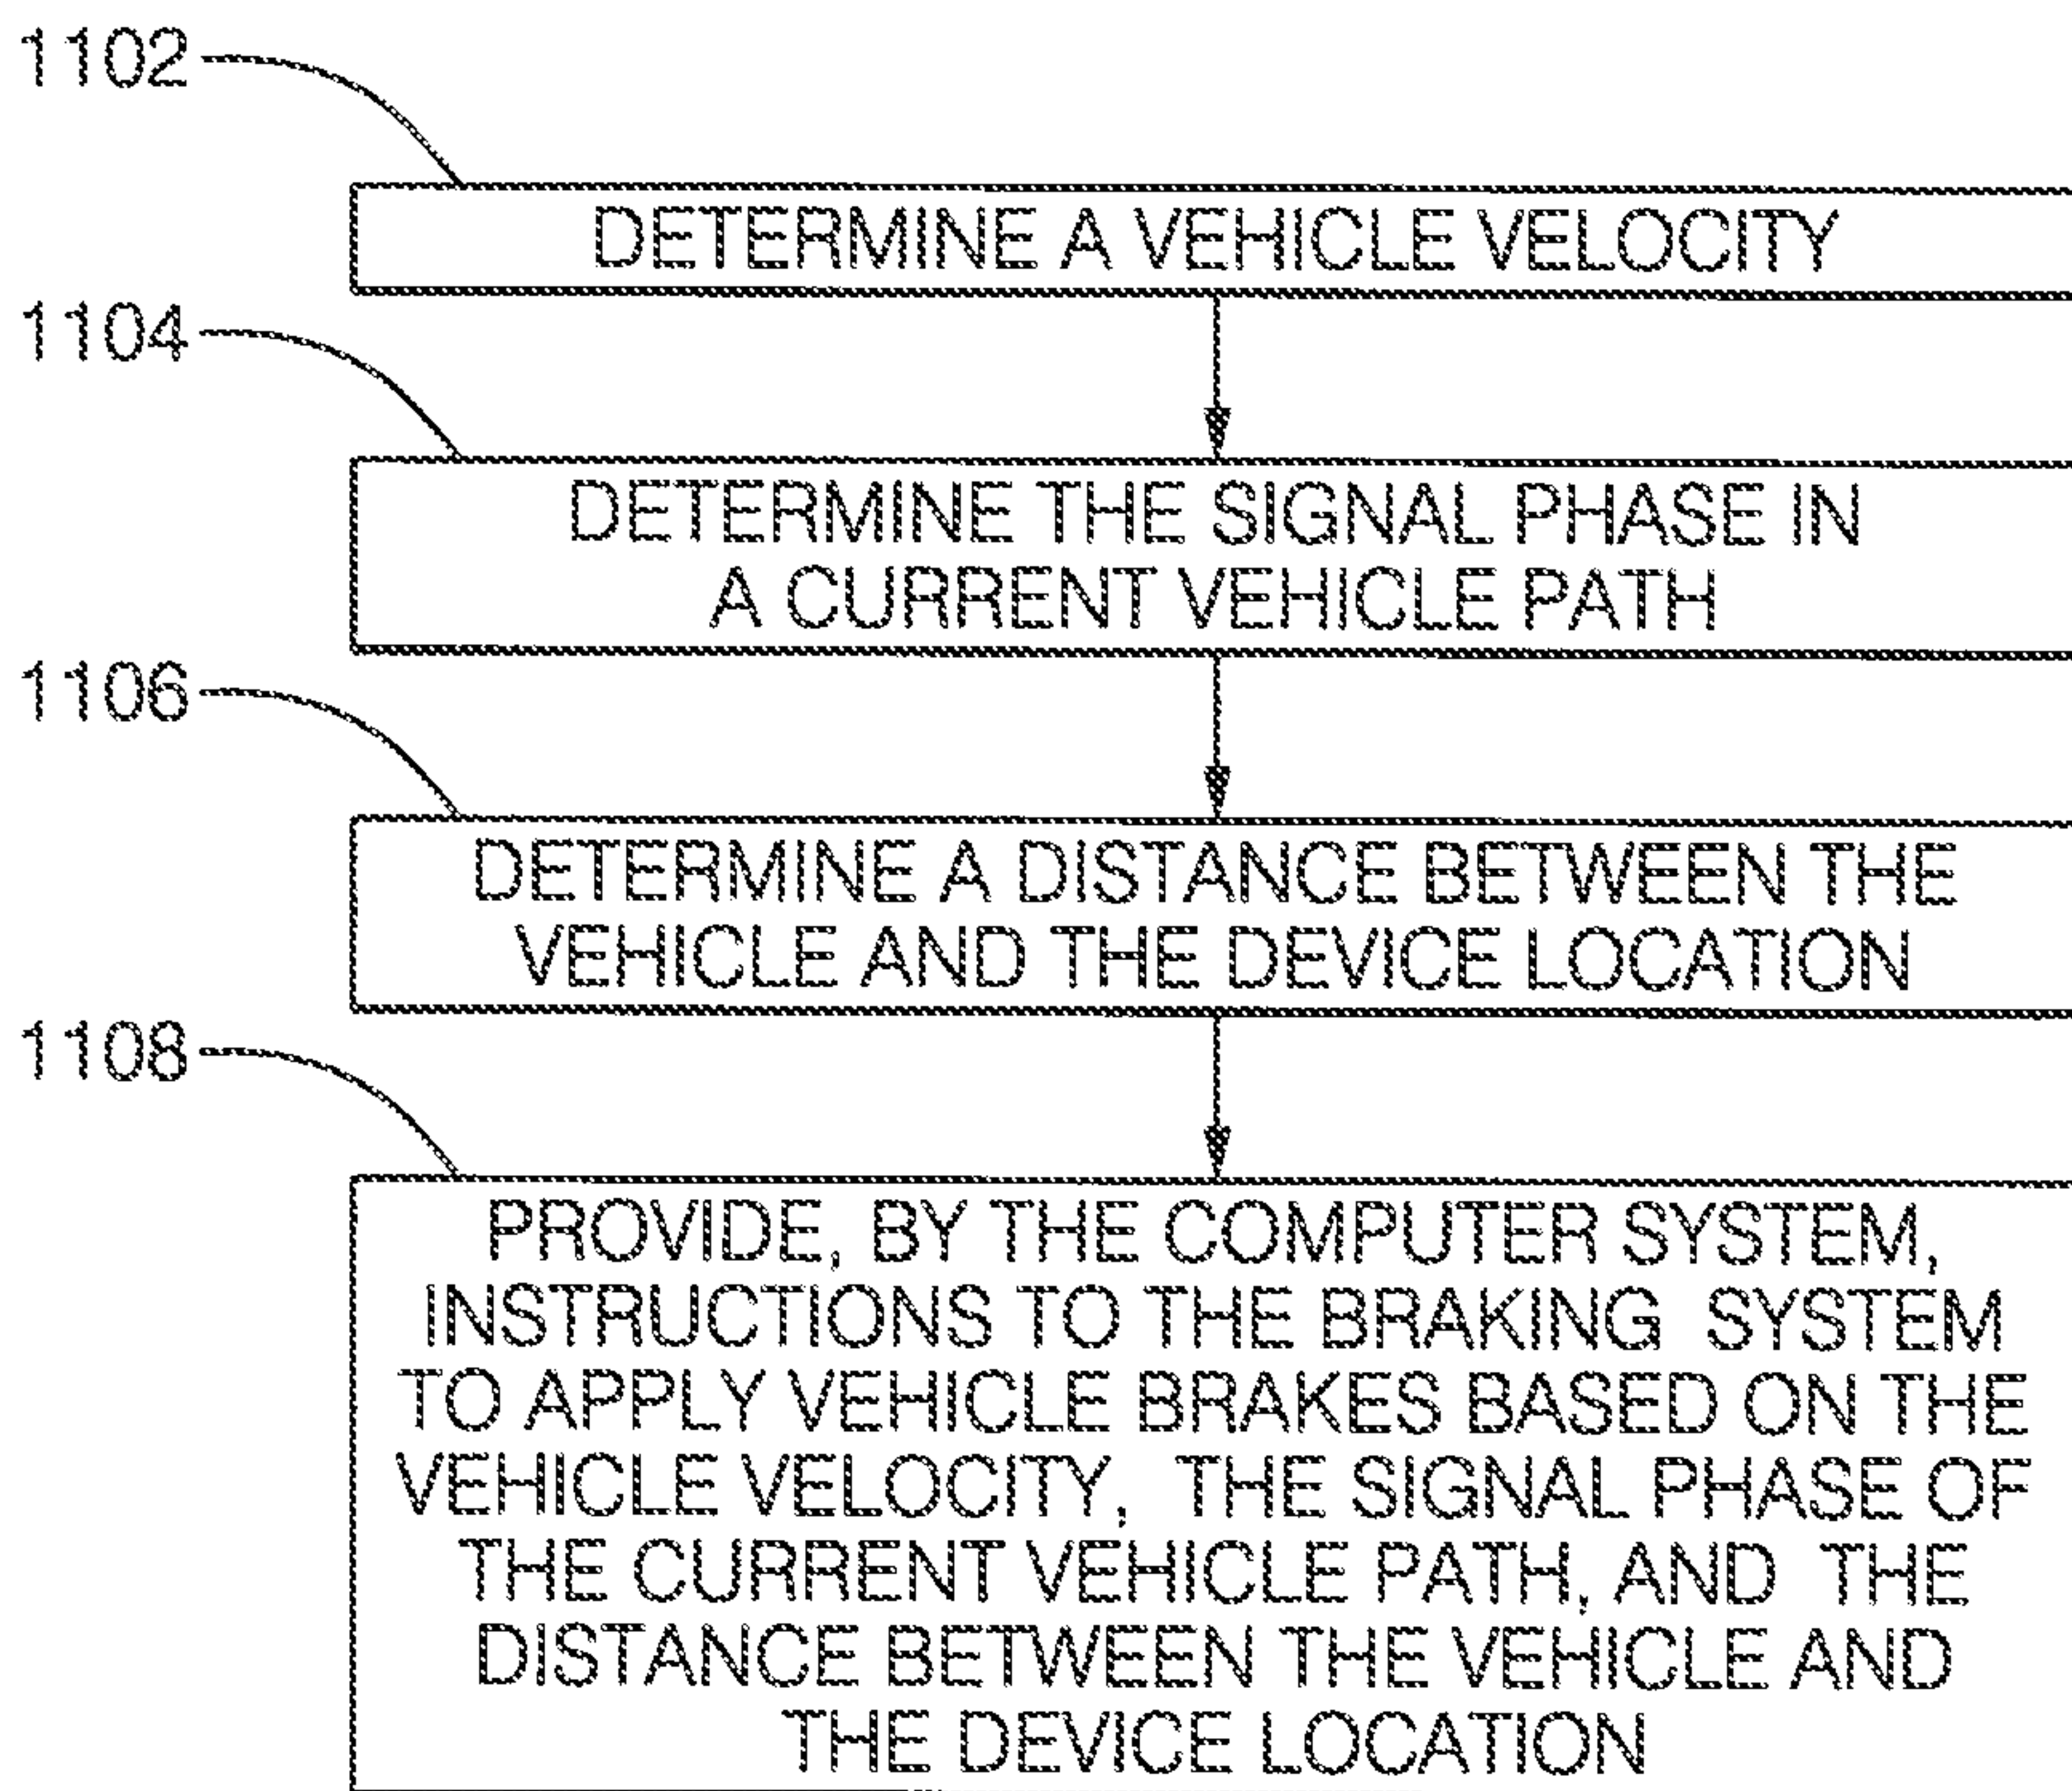 1102
DETERMINE A VEHICLE VELOCITY
1104
DETERMINE THE SIGNAL PHASE IN
A CURRENT VEHICLE PATH
1106
DETERMINE A DISTANCE BETWEEN THE
VEHICLE AND THE DEVICE LOCATION
1108
PROVIDE, BY THE COMPUTER SYSTEM,
INSTRUCTIONS TO THE BRAKING SYSTEM
TO APPLY VEHICLE BRAKES BASED ON THE
VEHICLE VELOCITY, THE SIGNAL PHASE OF
THE CURRENT VEHICLE PATH, AND THE
DISTANCE BETWEEN THE VEHICLE AND
THE DEVICE LOCATION